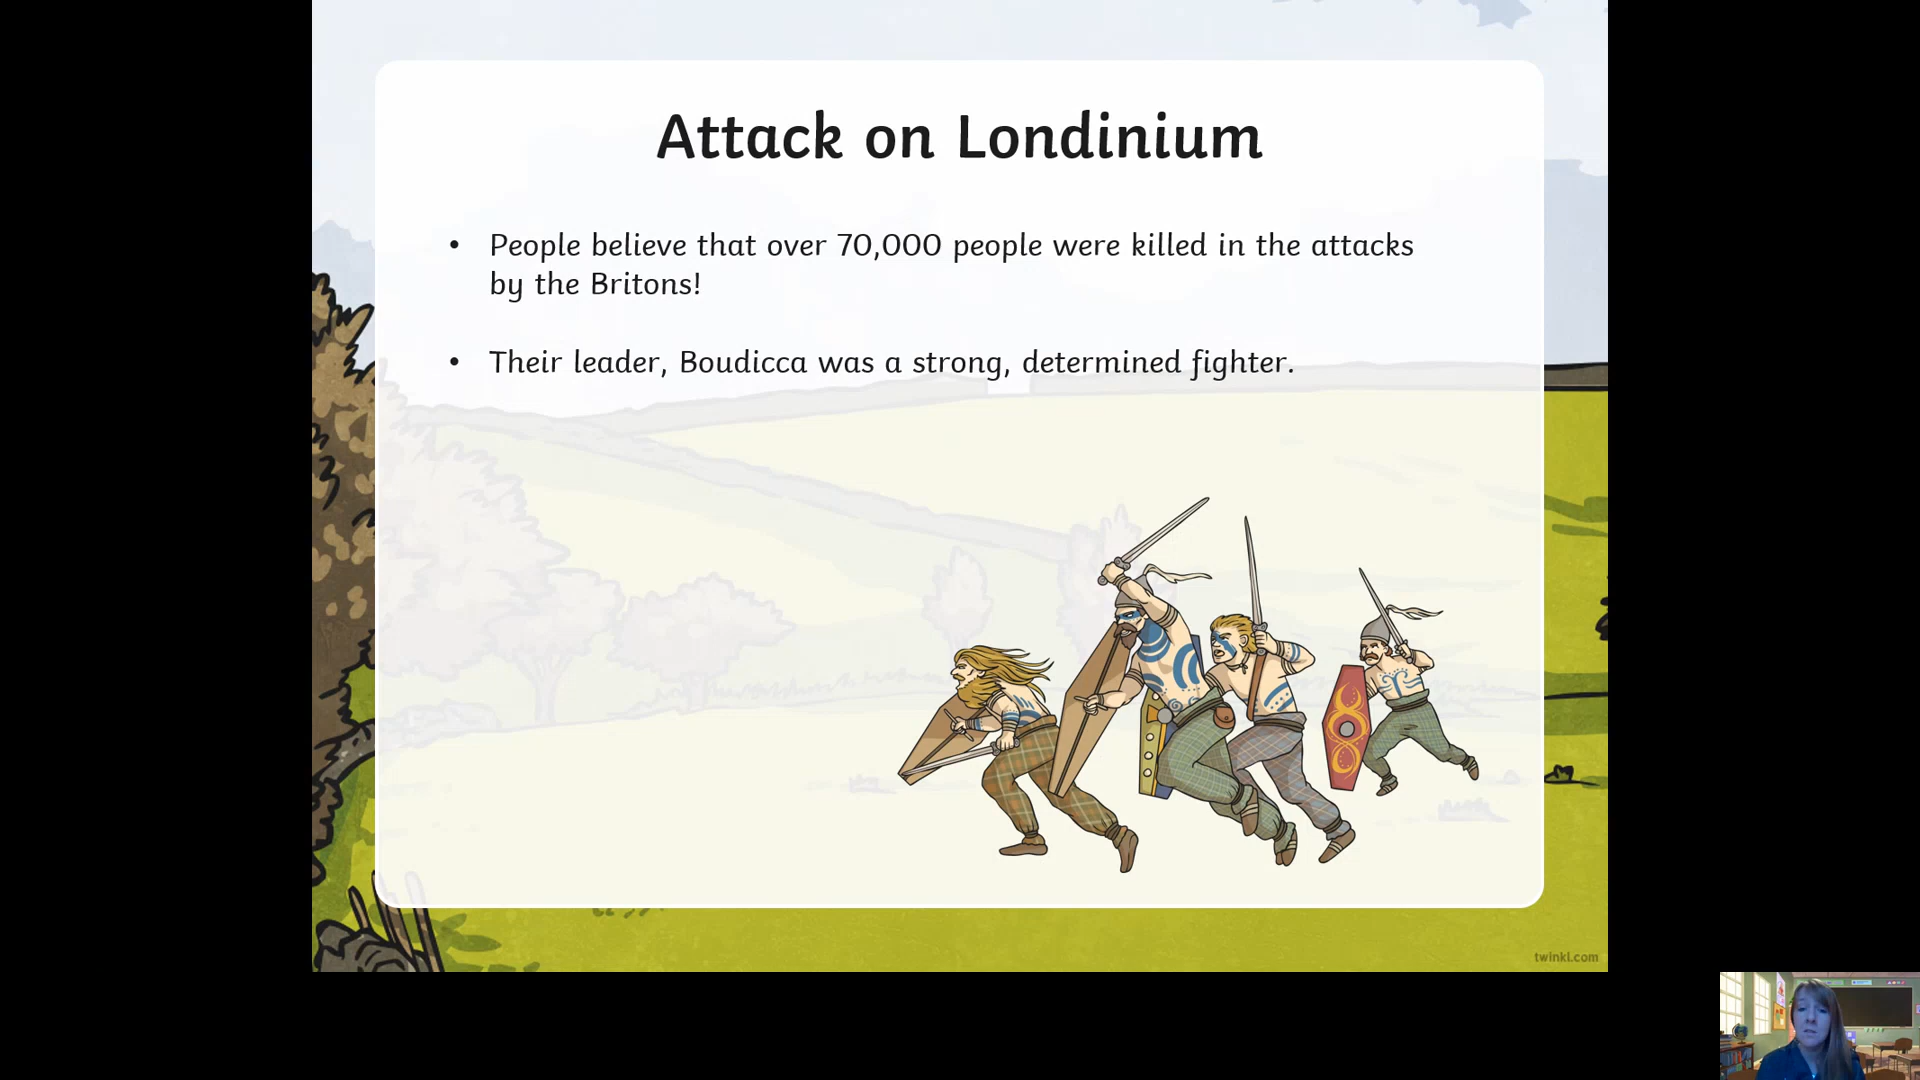 Attack on Londinium
• People believe that over 70,000 people were killed in the attacks
by the Britons!
• Their leader, Boudicca was a strong, determined fighter.
twinkl.com